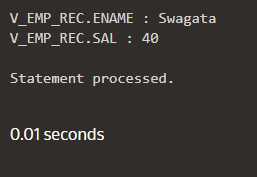 V_EMP_REC.ENAME : Swagata
V_EMP_REC.SAL : 40
Statement processed.
0.01 seconds